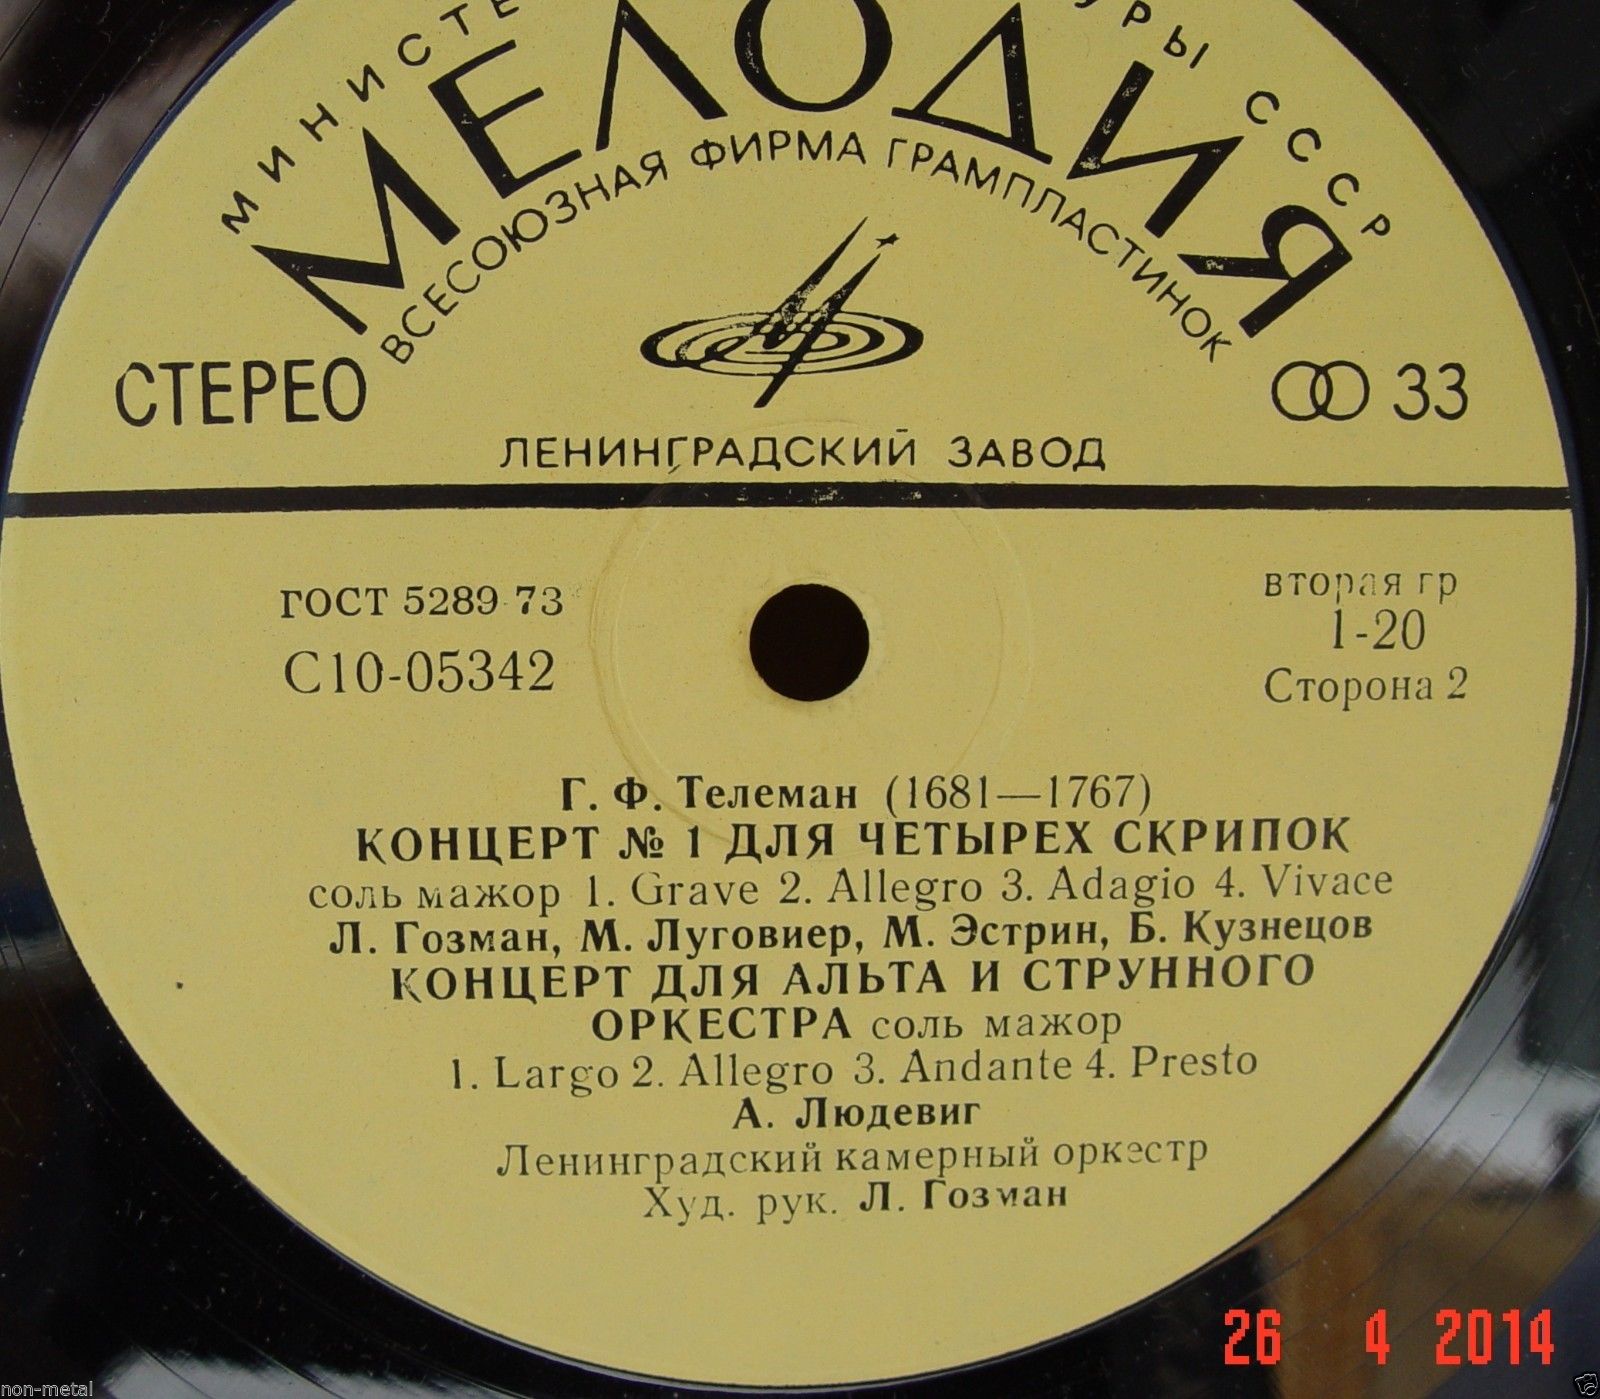 МИНИСТЕ УРЫ СССР
МЕЛОДИЯ
ВСЕСОЮЗНАЯ ФИРМА ГРАМПЛАСТИНОК
СТЕРЕО
33
ЛЕНИНГРАДСКИЙ ЗАВОД
ГОСТ 5289-73
С10-05342
вторая гр
1-20
Сторона 2
Г. Ф. Телеман (1681—1767)
КОНЦЕРТ № 1 ДЛЯ ЧЕТЫРЕХ СКРИПОК
соль мажор 1. Grave 2. Allegro 3. Adagio 4. Vivace
Л. Гозман, М. Луговиер, М. Эстрин, Б. Кузнецов
КОНЦЕРТ ДЛЯ АЛЬТА И СТРУННОГО
ОРКЕСТРА соль мажор
1. Largo 2. Allegro 3. Andante 4. Presto
А. Людевиг
Ленинградский камерный оркестр
Худ. рук. Л. Гозман
26 4 2014
non-metal